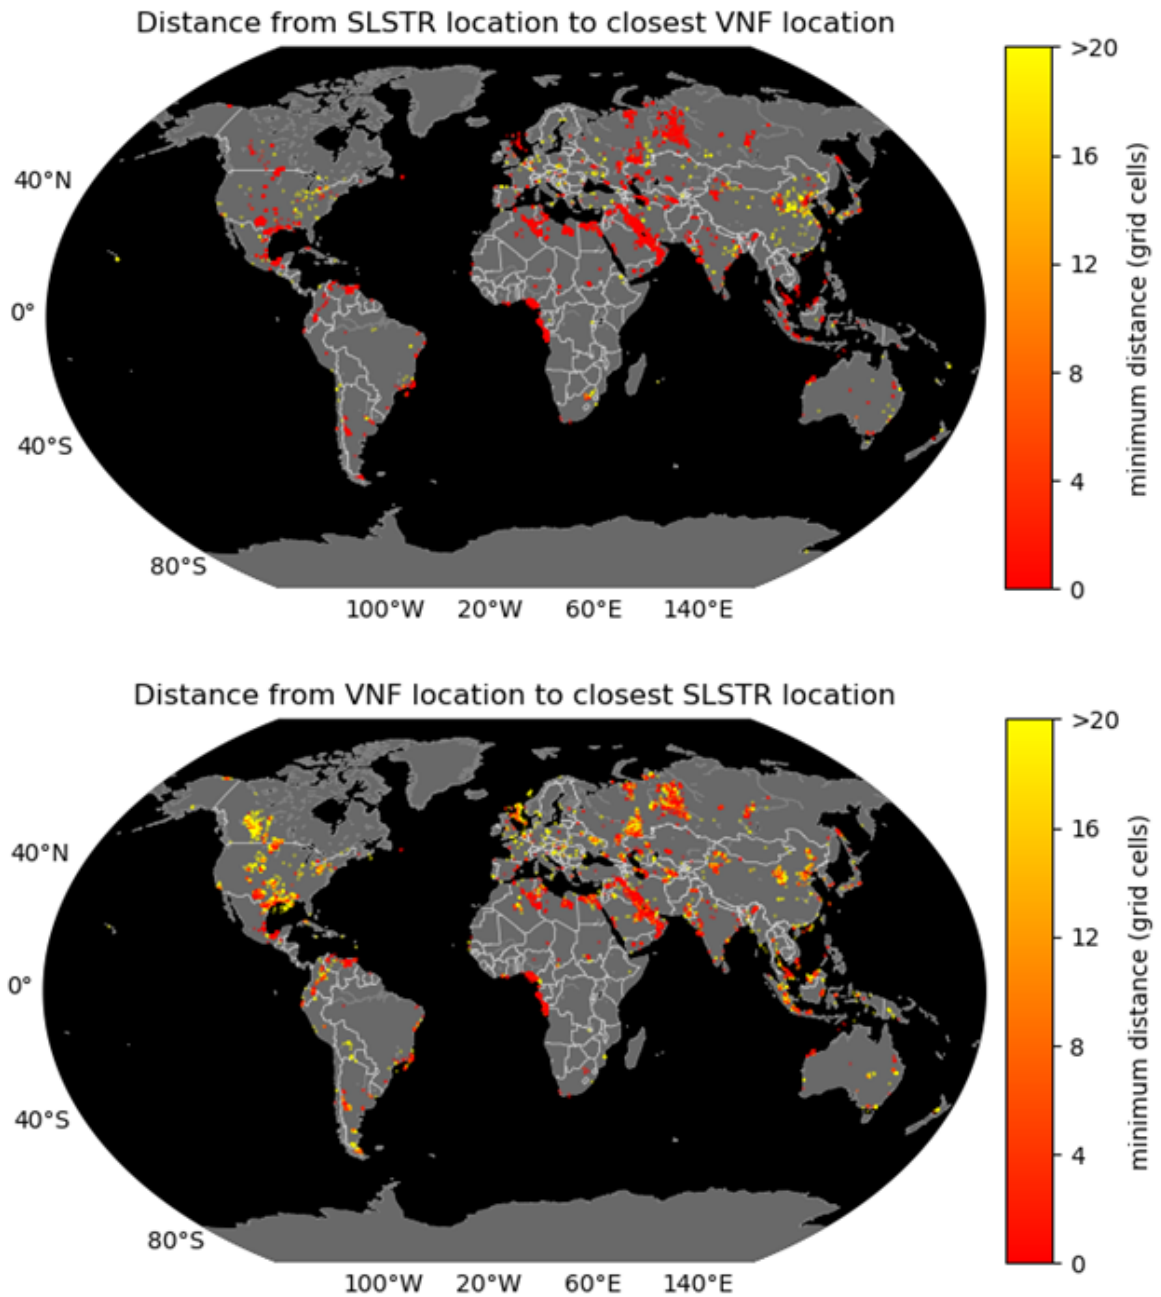 Distance from SLSTR location to closest VNF location
>20
16
12
8
4
0
minimum distance (grid cells)
40°N
0°
40°S
80°S
100°W 20°W 60°E 140°E
Distance from VNF location to closest SLSTR location
>20
16
12
8
4
0
minimum distance (grid cells)
40°N
0°
40°S
80°S
100°W 20°W 60°E 140°E